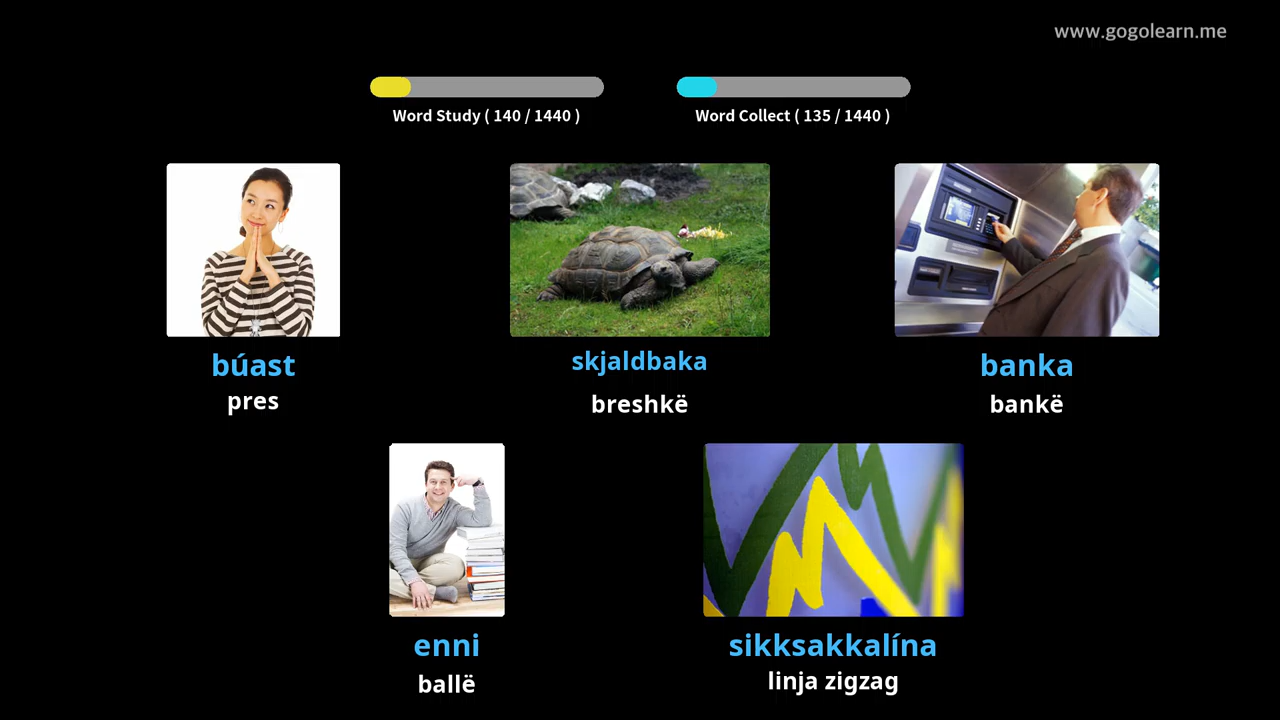 www.gogolearn.me
Word Study ( 140 / 1440 )
Word Collect ( 135 / 1440 )
búast
pres
skjaldbaka
breshkë
banka
bankë
enni
ballë
sikksakkalína
linja zigzag